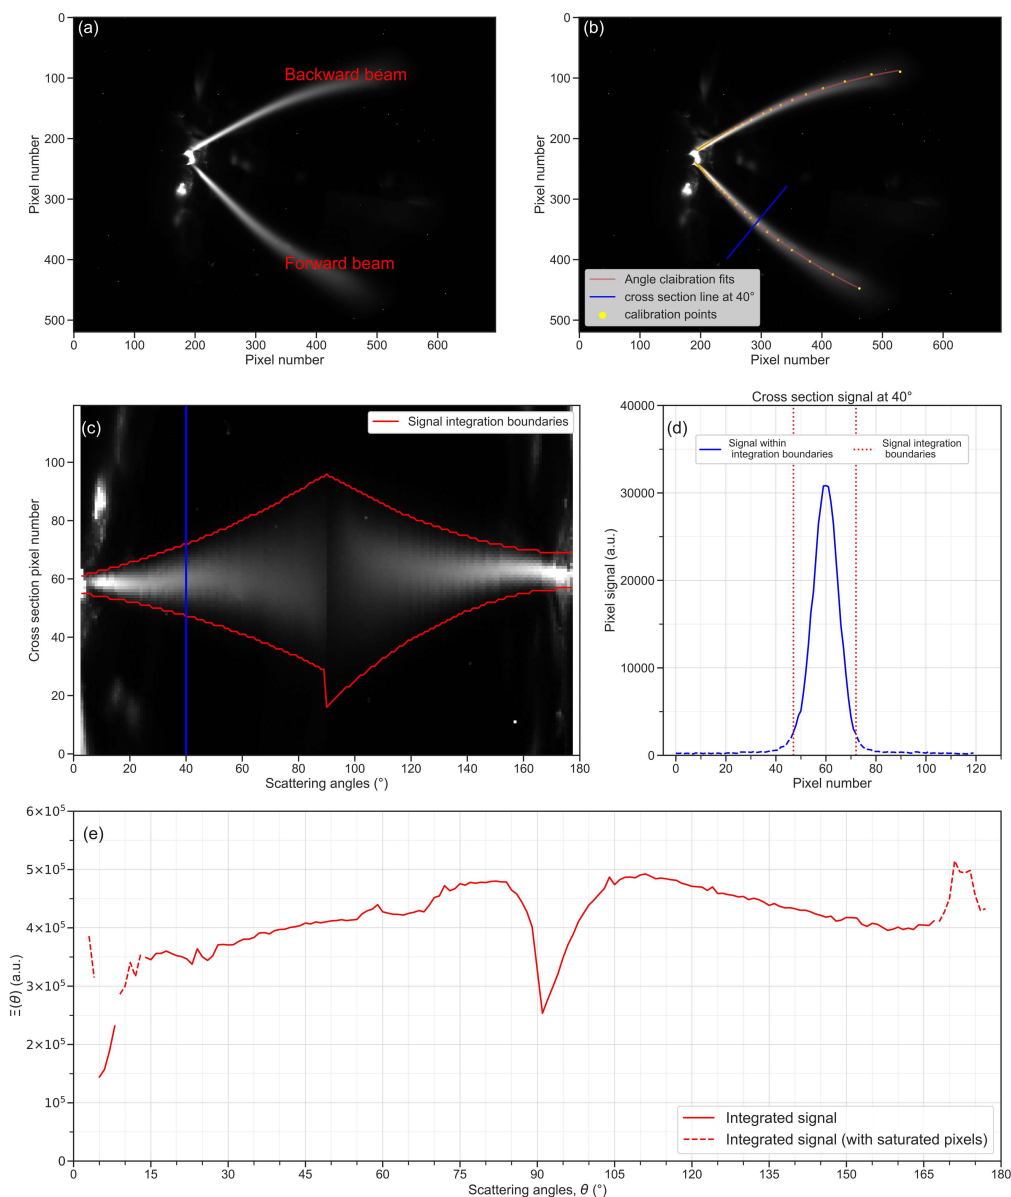 (a)
Backward beam
Forward beam
0
100
200
300
400
500
Pixel number
0
100
200
300
400
500
600
Pixel number
(b)
Angle claibration fits
cross section line at 40°
calibration points
0
100
200
300
400
500
Pixel number
0
100
200
300
400
500
600
Pixel number
(c)
Signal integration boundaries
100
80
60
40
20
0
Cross section pixel number
0
20
40
60
80
100
120
140
160
180
Scattering angles (°)
Cross section signal at 40°
(d)
Signal within
integration boundaries
Signal integration
boundaries
40000
30000
20000
10000
0
Pixel signal (a.u.)
0
20
40
60
80
100
120
Pixel number
(e)
6×10⁵
5×10⁵
4×10⁵
3×10⁵
2×10⁵
10⁵
0
Ξ(θ) (a.u.)
Integrated signal
Integrated signal (with saturated pixels)
0
15
30
45
60
75
90
105
120
135
150
165
180
Scattering angles, θ (°)